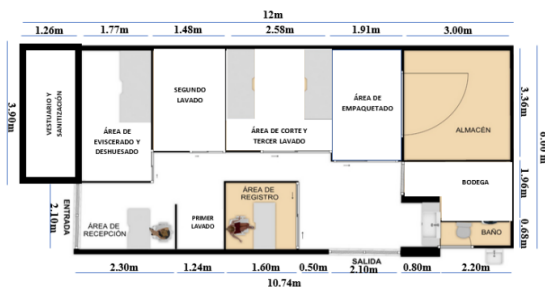 12m
1.26m
1.77m
1.48m
2.58m
1.91m
3.00m
3.90m
VESTUARIO Y
SANITIZACIÓN
ÁREA DE
EVISCERADO Y
DESHUESADO
SEGUNDO
LAVADO
ÁREA DE CORTE Y
TERCER LAVADO
ÁREA DE
EMPAQUETADO
ALMACÉN
3.36m
6.00m
BODEGA
1.96m
ENTRADA
2.10m
ÁREA DE
RECEPCIÓN
PRIMER
LAVADO
ÁREA DE
REGISTRO
BAÑO
0.68m
SALIDA
2.30m
1.24m
1.60m
0.50m
2.10m
0.80m
2.20m
10.74m